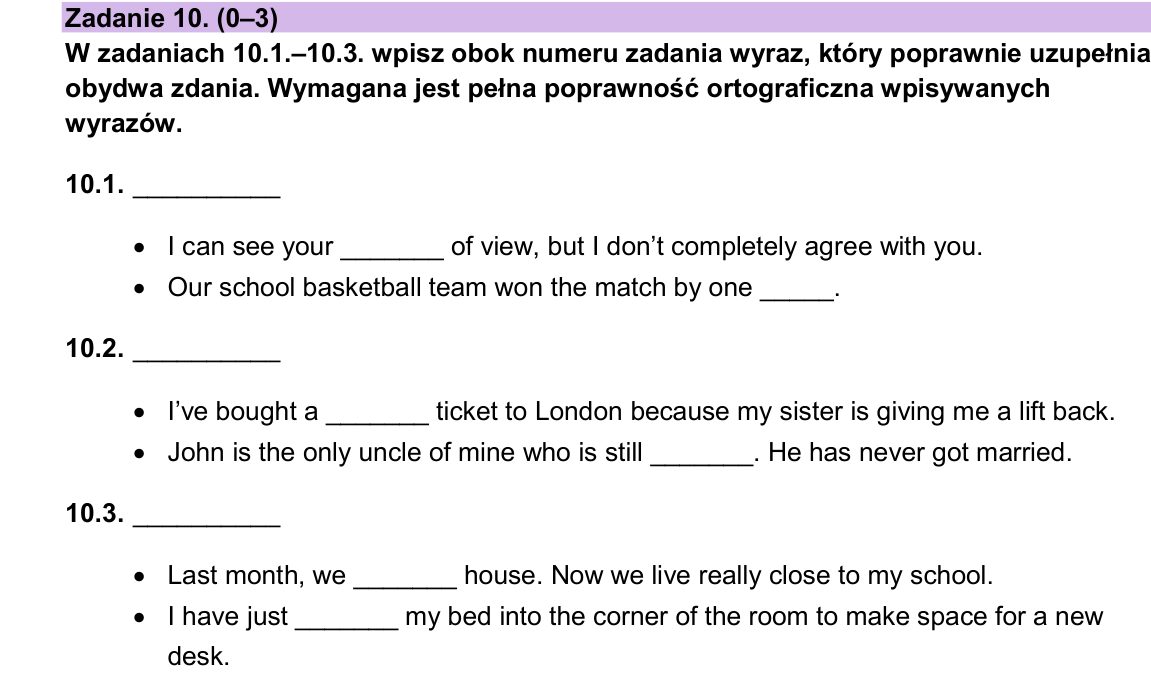 Zadanie 10. (0–3)
W zadaniach 10.1.–10.3. wpisz obok numeru zadania wyraz, który poprawnie uzupełnia
obydwa zdania. Wymagana jest pełna poprawność ortograficzna wpisywanych
wyrazów.
10.1. __________
• I can see your _______ of view, but I don’t completely agree with you.
• Our school basketball team won the match by one _____.
10.2. __________
• I’ve bought a _______ ticket to London because my sister is giving me a lift back.
• John is the only uncle of mine who is still _______. He has never got married.
10.3. __________
• Last month, we _______ house. Now we live really close to my school.
• I have just _______ my bed into the corner of the room to make space for a new
desk.